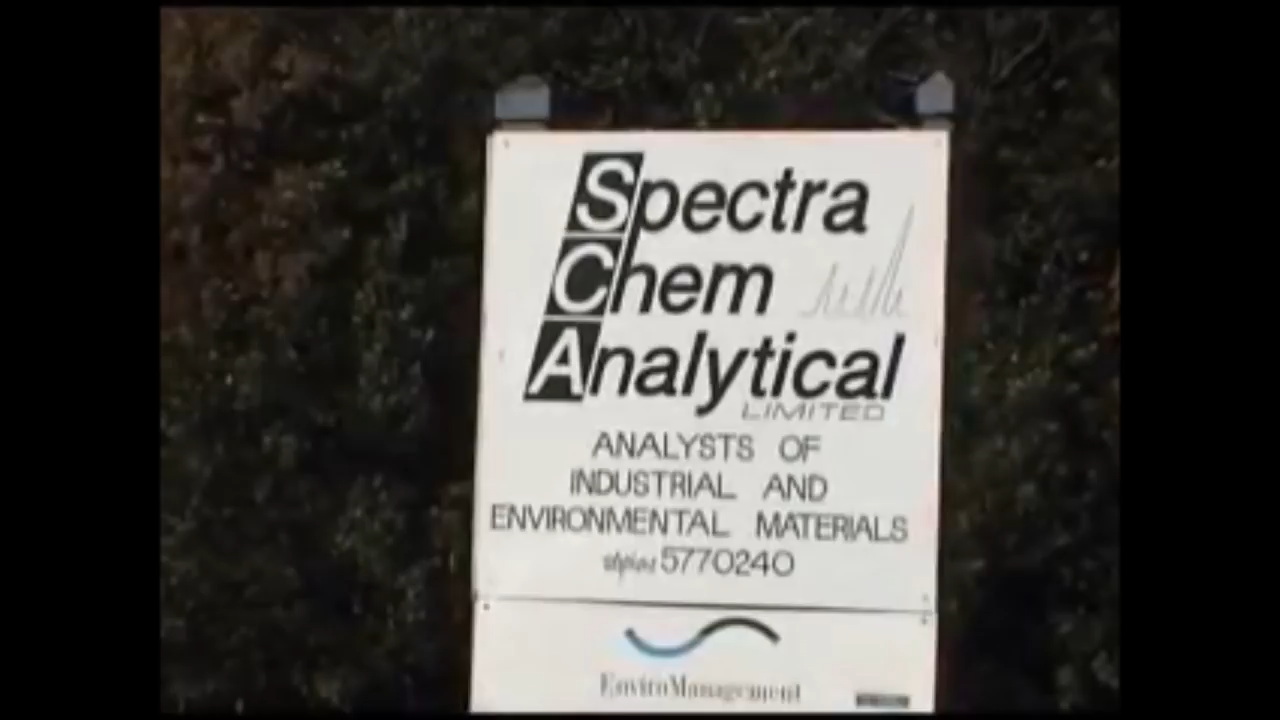 Spectra
Chem
Analytical
LIMITED
ANALYSTS OF
INDUSTRIAL AND
ENVIRONMENTAL MATERIALS
5770240
EnviroManagement